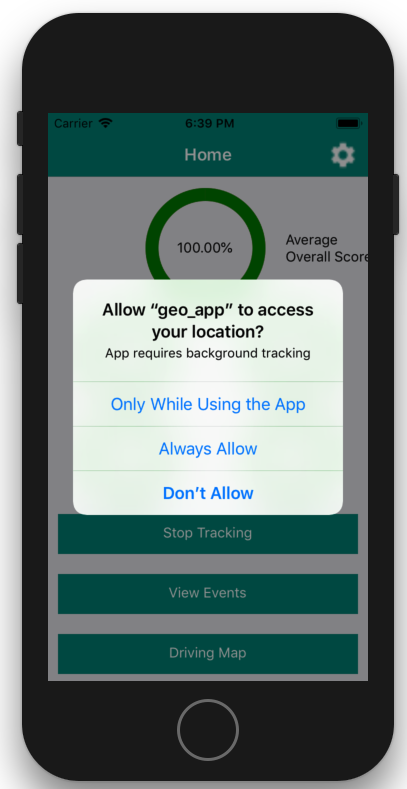 Carrier 6:39 PM
Home
100.00%
Average
Overall Score
Allow “geo_app” to access
your location?
App requires background tracking
Only While Using the App
Always Allow
Don’t Allow
Stop Tracking
View Events
Driving Map